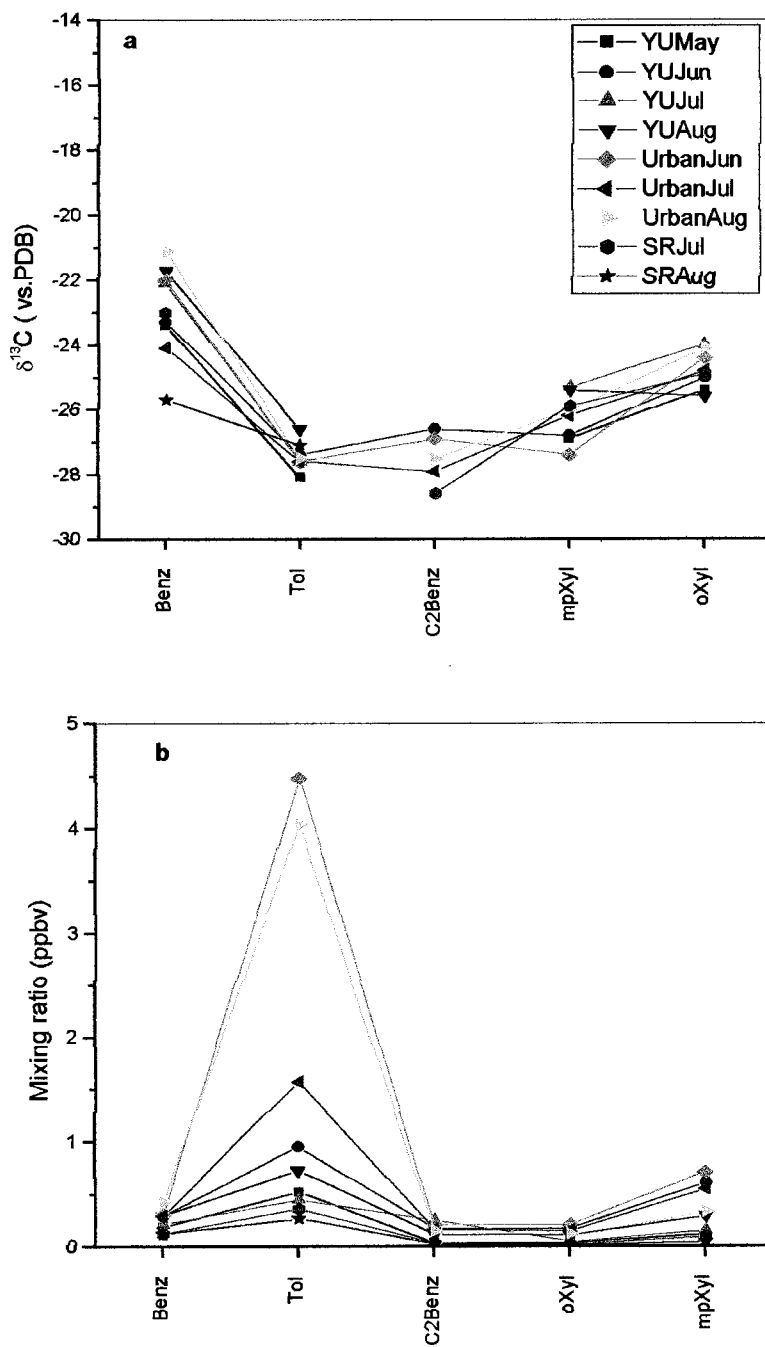 a
-14
-16
-18
-20
-22
-24
-26
-28
-30
δ¹³C ( vs.PDB)
YUMay
YUJun
YUJul
YUAug
UrbanJun
UrbanJul
UrbanAug
SRJul
SRAug
Benz
Tol
C2Benz
mpXyl
oXyl
b
5
4
3
2
1
0
Mixing ratio (ppbv)
Benz
Tol
C2Benz
oXyl
mpXyl